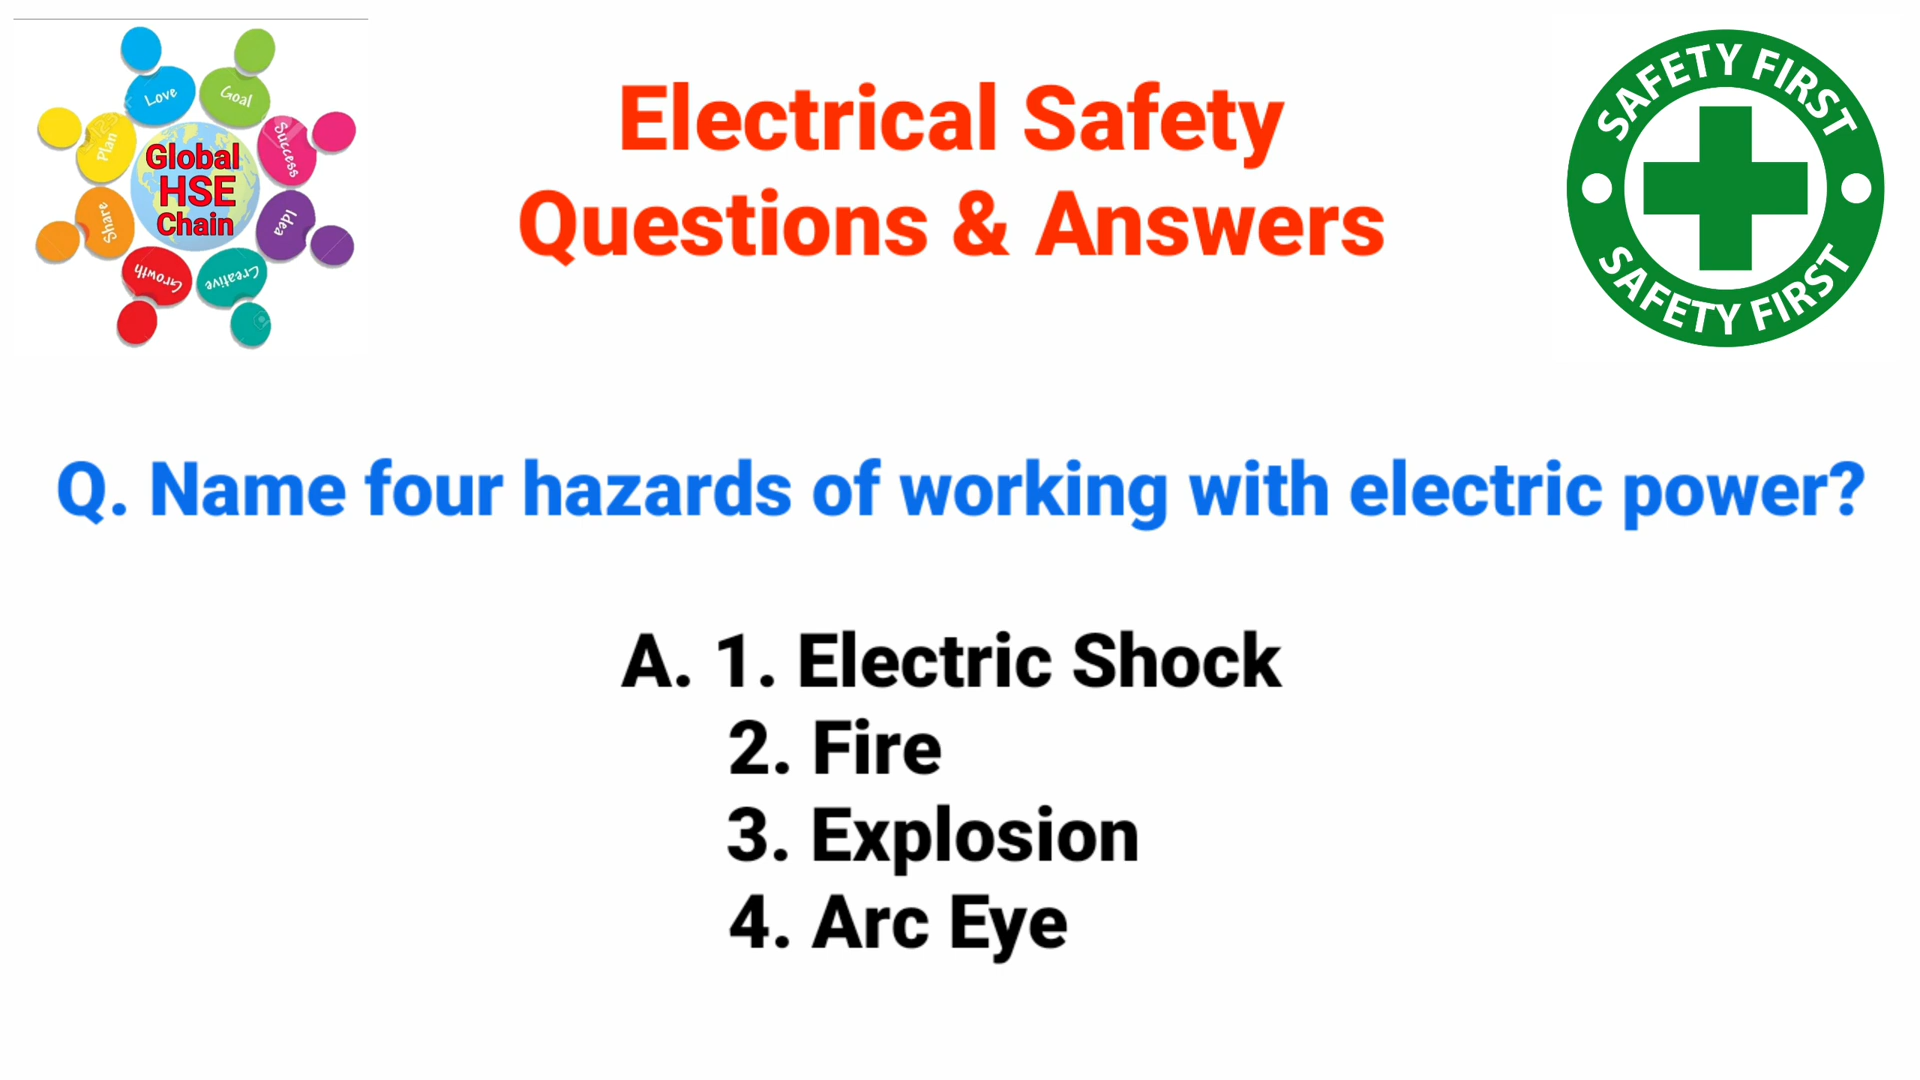 Love
Goal
Plan
Success
Global
HSE
Chain
Share
Idea
Growth
Creative
Electrical Safety
Questions & Answers
SAFETY FIRST
SAFETY FIRST
Q. Name four hazards of working with electric power?
A. 1. Electric Shock
2. Fire
3. Explosion
4. Arc Eye